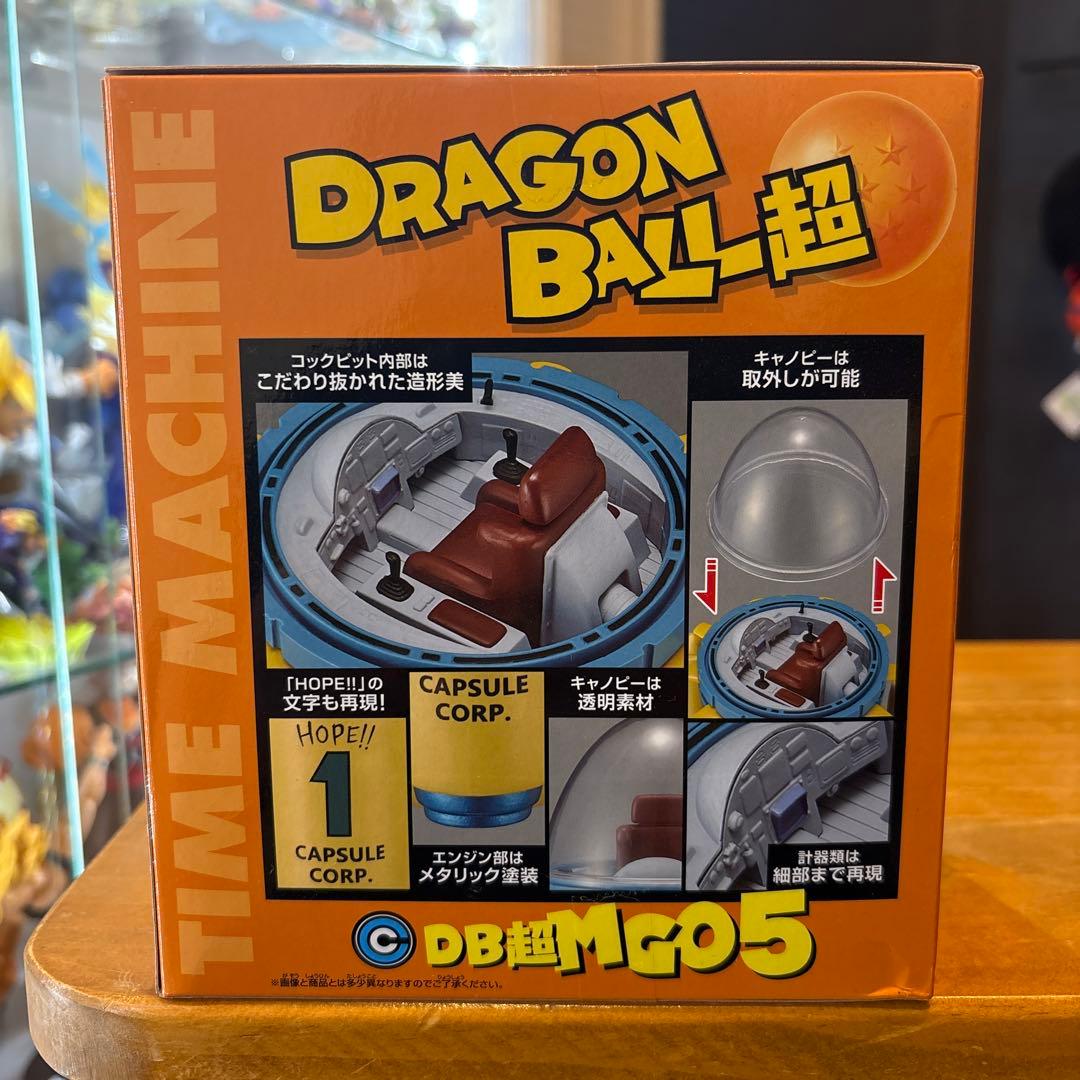 TIME MACHINE
DRAGON
BALL超
コックピット内部は
こだわり抜かれた造形美
キャノピーは
取外しが可能
「HOPE!!」の
文字も再現!
HOPE!!
1
CAPSULE
CORP.
CAPSULE
CORP.
エンジン部は
メタリック塗装
キャノピーは
透明素材
計器類は
細部まで再現
C DB超MG05
※画像と商品とは多少異なりますのでご了承ください。